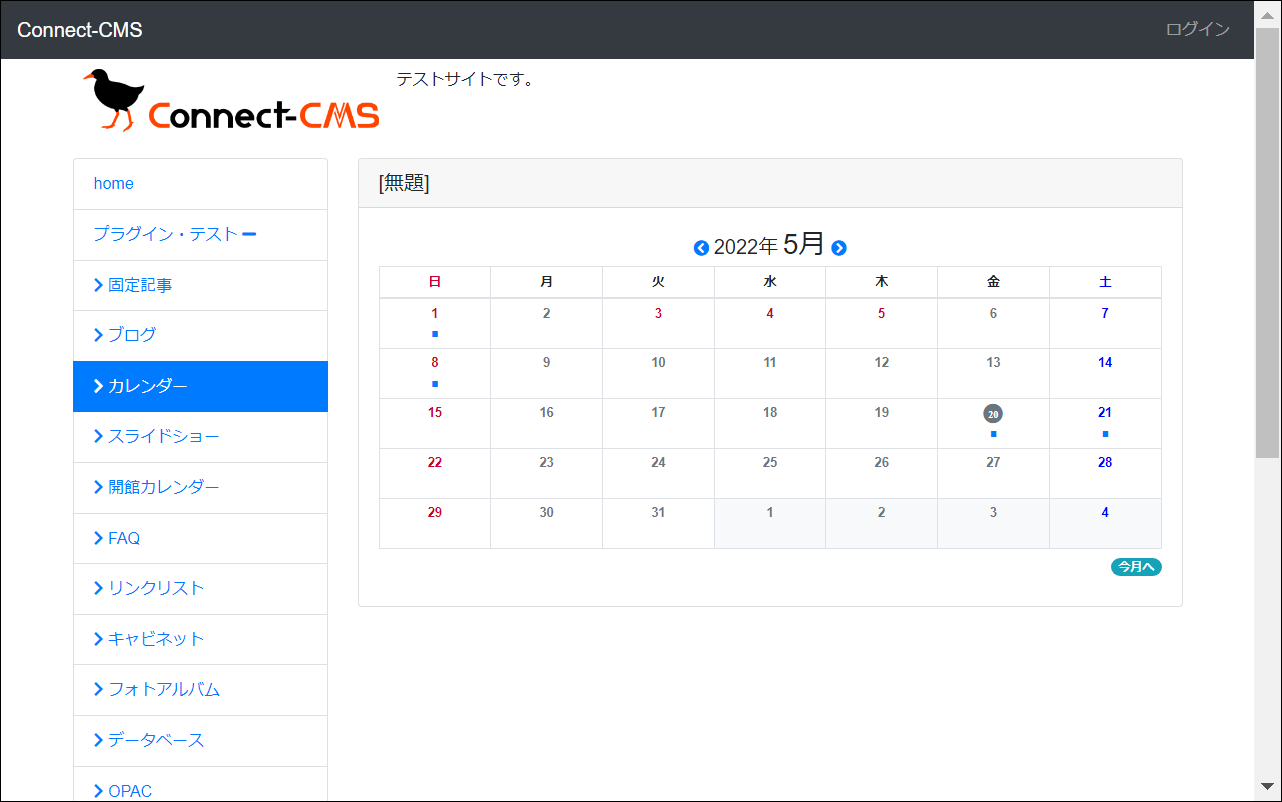 Connect-CMS ログイン
Connect-CMS テストサイトです。
home
プラグイン・テスト
固定記事
ブログ
カレンダー
スライドショー
開館カレンダー
FAQ
リンクリスト
キャビネット
フォトアルバム
データベース
OPAC
[無題]
2022年 5月
日 月 火 水 木 金 土
1 2 3 4 5 6 7
8 9 10 11 12 13 14
15 16 17 18 19 20 21
22 23 24 25 26 27 28
29 30 31 1 2 3 4
今月へ